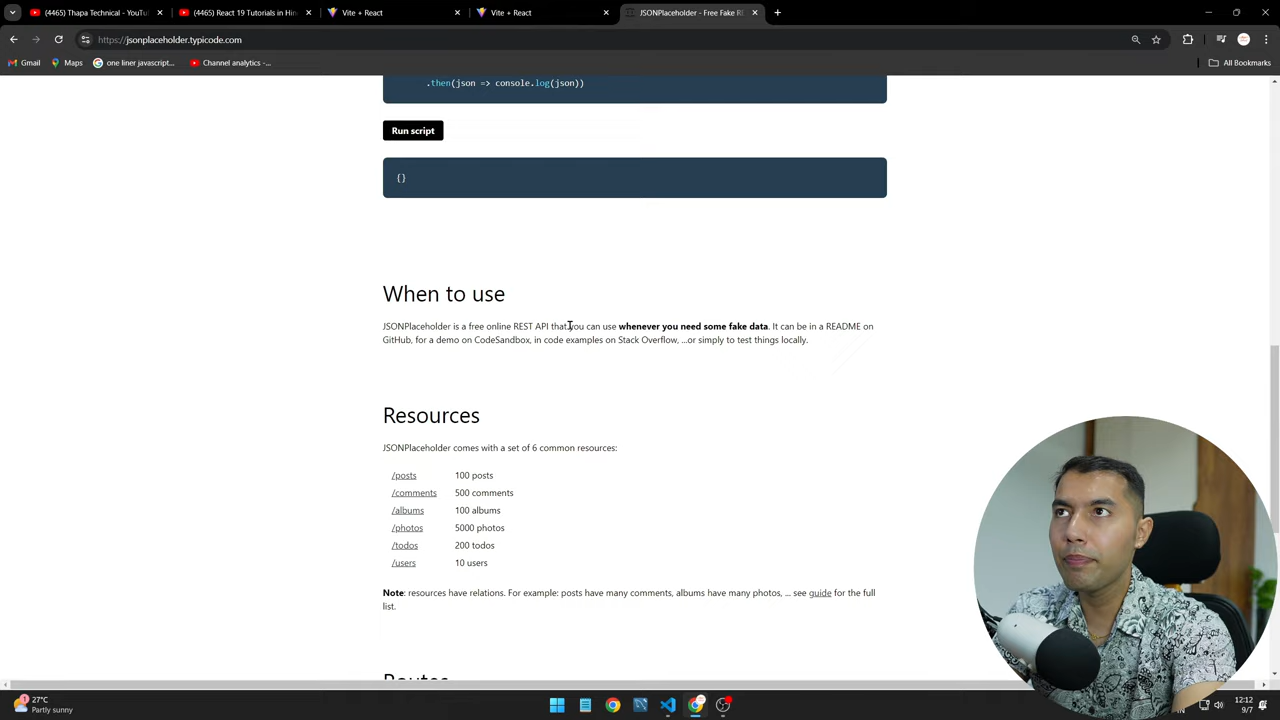 (4465) Thapa Technical - YouTu
(4465) React 19 Tutorials in Hin
Vite + React
Vite + React
JSONPlaceholder - Free Fake RE
https://jsonplaceholder.typicode.com
Gmail
Maps
one liner javascript...
Channel analytics -...
All Bookmarks
.then(json => console.log(json))
Run script
{}
When to use
JSONPlaceholder is a free online REST API that you can use whenever you need some fake data. It can be in a README on
GitHub, for a demo on CodeSandbox, in code examples on Stack Overflow, ...or simply to test things locally.
Resources
JSONPlaceholder comes with a set of 6 common resources:
/posts 100 posts
/comments 500 comments
/albums 100 albums
/photos 5000 photos
/todos 200 todos
/users 10 users
Note: resources have relations. For example: posts have many comments, albums have many photos, ... see guide for the full
list.
Routes
27°C
Partly sunny
12:12
9/7